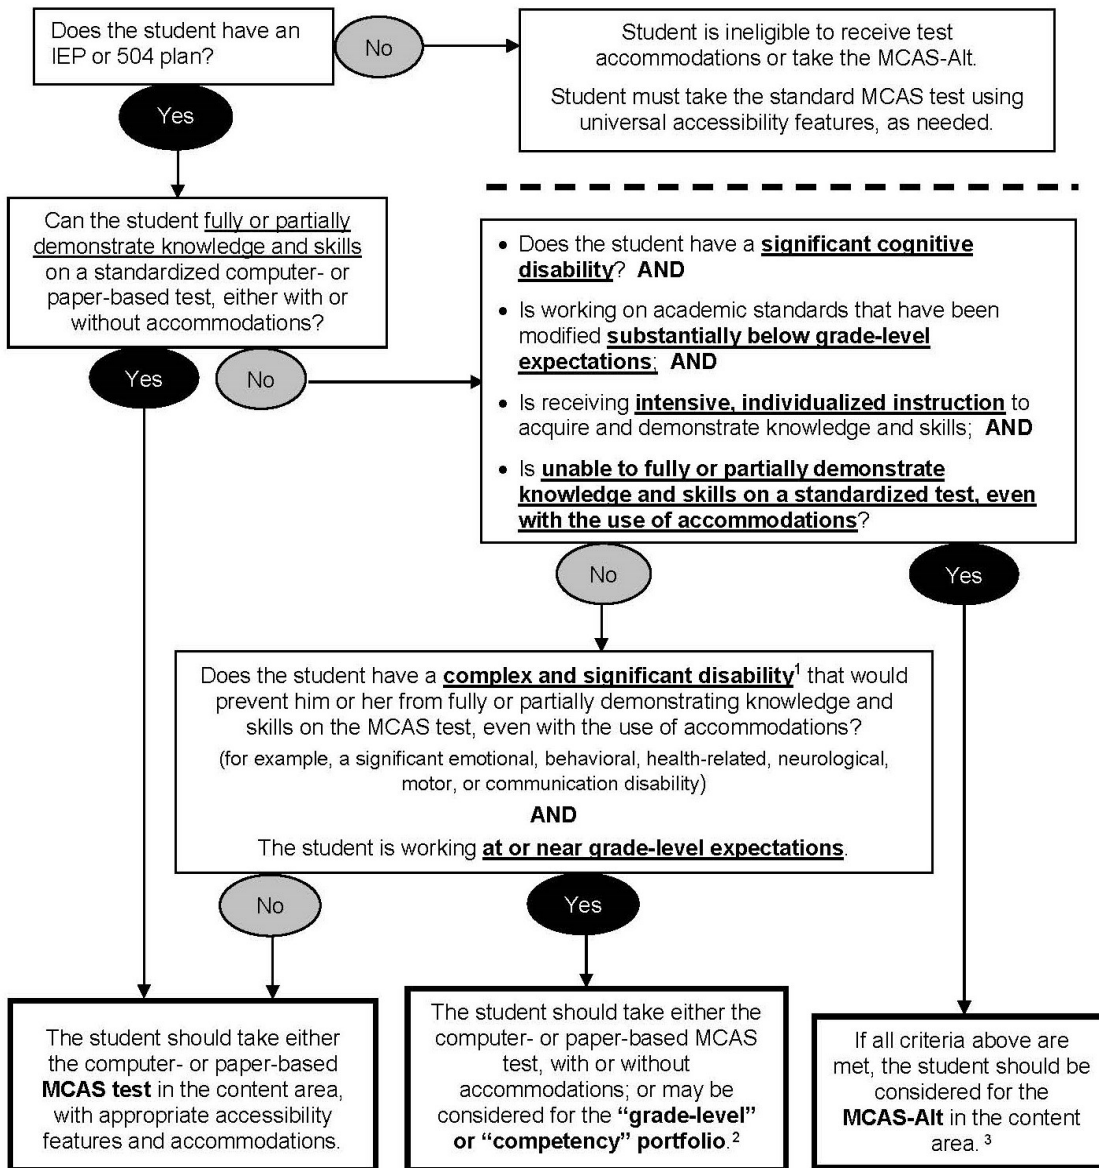 Does the student have an
IEP or 504 plan?
No
Student is ineligible to receive test
accommodations or take the MCAS-Alt.
Student must take the standard MCAS test using
universal accessibility features, as needed.
Yes
Can the student fully or partially
demonstrate knowledge and skills
on a standardized computer- or
paper-based test, either with or
without accommodations?
Yes
No
• Does the student have a significant cognitive
disability? AND
• Is working on academic standards that have been
modified substantially below grade-level
expectations; AND
• Is receiving intensive, individualized instruction to
acquire and demonstrate knowledge and skills; AND
• Is unable to fully or partially demonstrate
knowledge and skills on a standardized test, even
with the use of accommodations?
No
Yes
Does the student have a complex and significant disability¹ that would
prevent him or her from fully or partially demonstrating knowledge and
skills on the MCAS test, even with the use of accommodations?
(for example, a significant emotional, behavioral, health-related, neurological,
motor, or communication disability)
AND
The student is working at or near grade-level expectations.
No
Yes
The student should take either
the computer- or paper-based
MCAS test in the content area,
with appropriate accessibility
features and accommodations.
The student should take either the
computer- or paper-based MCAS
test, with or without
accommodations; or may be
considered for the “grade-level”
or “competency” portfolio.²
If all criteria above are
met, the student should be
considered for the
MCAS-Alt in the content
area. ³